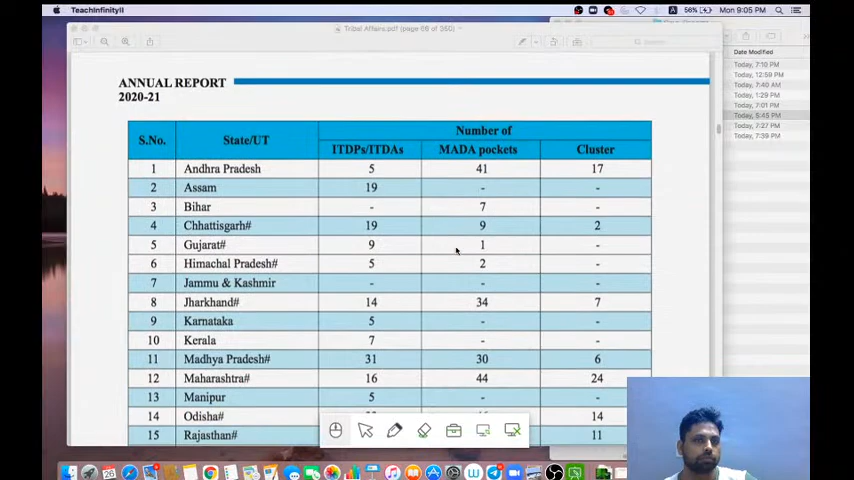 TeachInfinityII
56%
Mon 9:05 PM
Tribal Affairs.pdf (page 68 of 350)
Search
Date Modified
Today, 7:10 PM
Today, 12:59 PM
Today, 7:40 AM
Today, 1:29 PM
Today, 7:01 PM
Today, 5:45 PM
Today, 7:27 PM
Today, 7:39 PM
ANNUAL REPORT
2020-21
S.No. State/UT Number of
ITDPs/ITDAs MADA pockets Cluster
1 Andhra Pradesh 5 41 17
2 Assam 19 - -
3 Bihar - 7 -
4 Chhattisgarh# 19 9 2
5 Gujarat# 9 1 -
6 Himachal Pradesh# 5 2 -
7 Jammu & Kashmir - - -
8 Jharkhand# 14 34 7
9 Karnataka 5 - -
10 Kerala 7 - -
11 Madhya Pradesh# 31 30 6
12 Maharashtra# 16 44 24
13 Manipur 5 - -
14 Odisha# 14
15 Rajasthan# 11